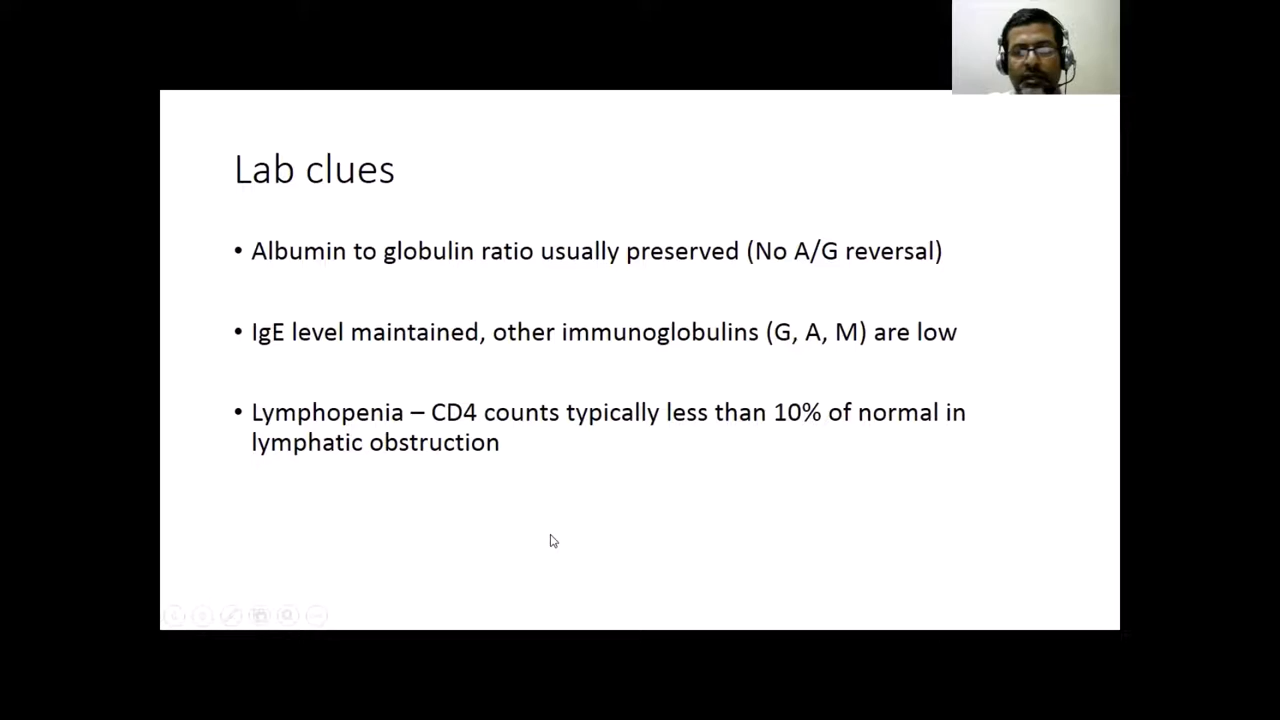 Lab clues
• Albumin to globulin ratio usually preserved (No A/G reversal)
• IgE level maintained, other immunoglobulins (G, A, M) are low
• Lymphopenia – CD4 counts typically less than 10% of normal in
lymphatic obstruction